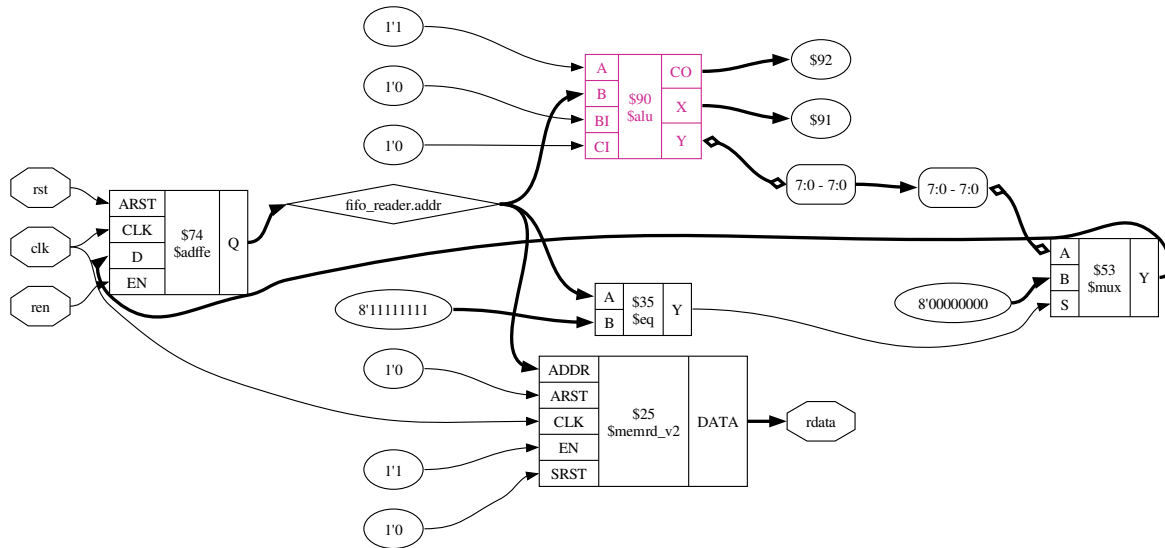 1'1
1'0
1'0
A
B
BI
CI
$90
$alu
CO
X
Y
$92
$91
7:0 - 7:0
7:0 - 7:0
rst
clk
ren
ARST
CLK
D
EN
$74
$adffe
Q
fifo_reader.addr
8'11111111
A
B
$35
$eq
Y
8'00000000
A
B
S
$53
$mux
Y
1'0
1'1
1'0
ADDR
ARST
CLK
EN
SRST
$25
$memrd_v2
DATA
rdata